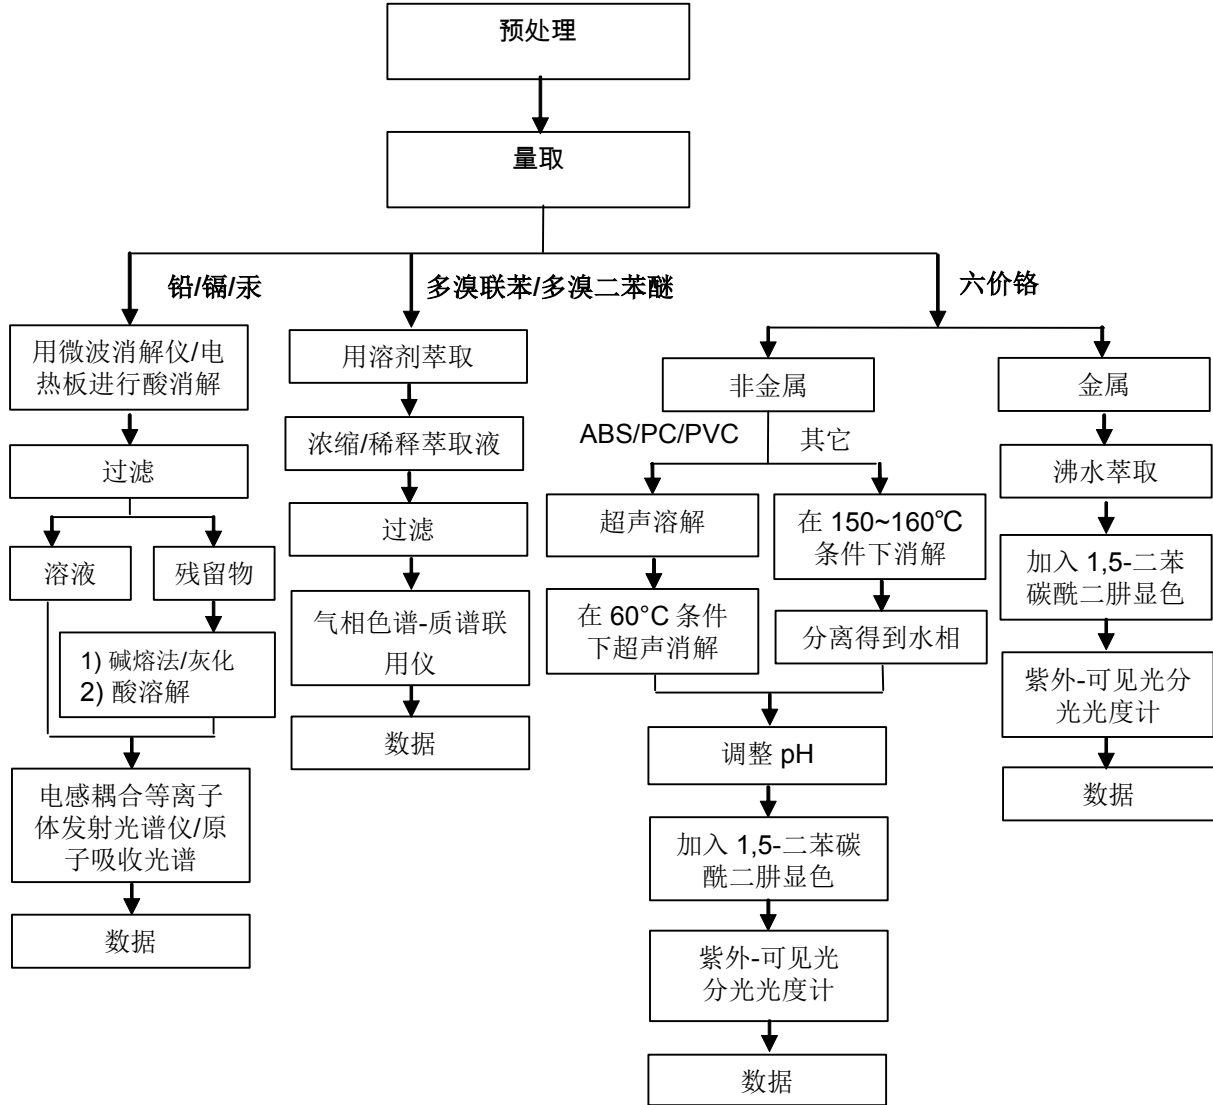 预处理
量取
铅/镉/汞
多溴联苯/多溴二苯醚
六价铬
用微波消解仪/电
热板进行酸消解
过滤
溶液
残留物
1) 碱熔法/灰化
2) 酸溶解
电感耦合等离子
体发射光谱仪/原
子吸收光谱
数据
用溶剂萃取
浓缩/稀释萃取液
过滤
气相色谱-质谱联
用仪
数据
非金属
ABS/PC/PVC
其它
超声溶解
在 60°C 条件
下超声消解
在 150~160℃
条件下消解
分离得到水相
调整 pH
加入 1,5-二苯碳
酰二肼显色
紫外-可见光
分光光度计
数据
金属
沸水萃取
加入 1,5-二苯
碳酰二肼显色
紫外-可见光分
光光度计
数据